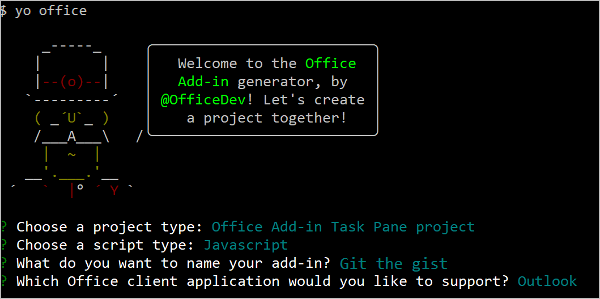 $ yo office
Welcome to the Office
Add-in generator, by
@OfficeDev! Let's create
a project together!
? Choose a project type: Office Add-in Task Pane project
? Choose a script type: Javascript
? What do you want to name your add-in? Git the gist
? Which Office client application would you like to support? Outlook